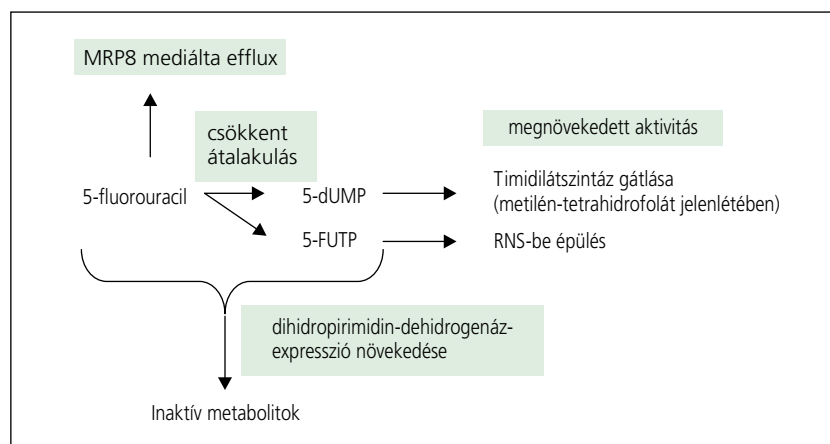 MRP8 mediálta efflux
csökkent
átalakulás
megnövekedett aktivitás
5-fluorouracil
5-dUMP
Timidilátszintáz gátlása
(metilén-tetrahidrofolát jelenlétében)
5-FUTP
RNS-be épülés
dihidropirimidin-dehidrogenáz-
expresszió növekedése
Inaktív metabolitok